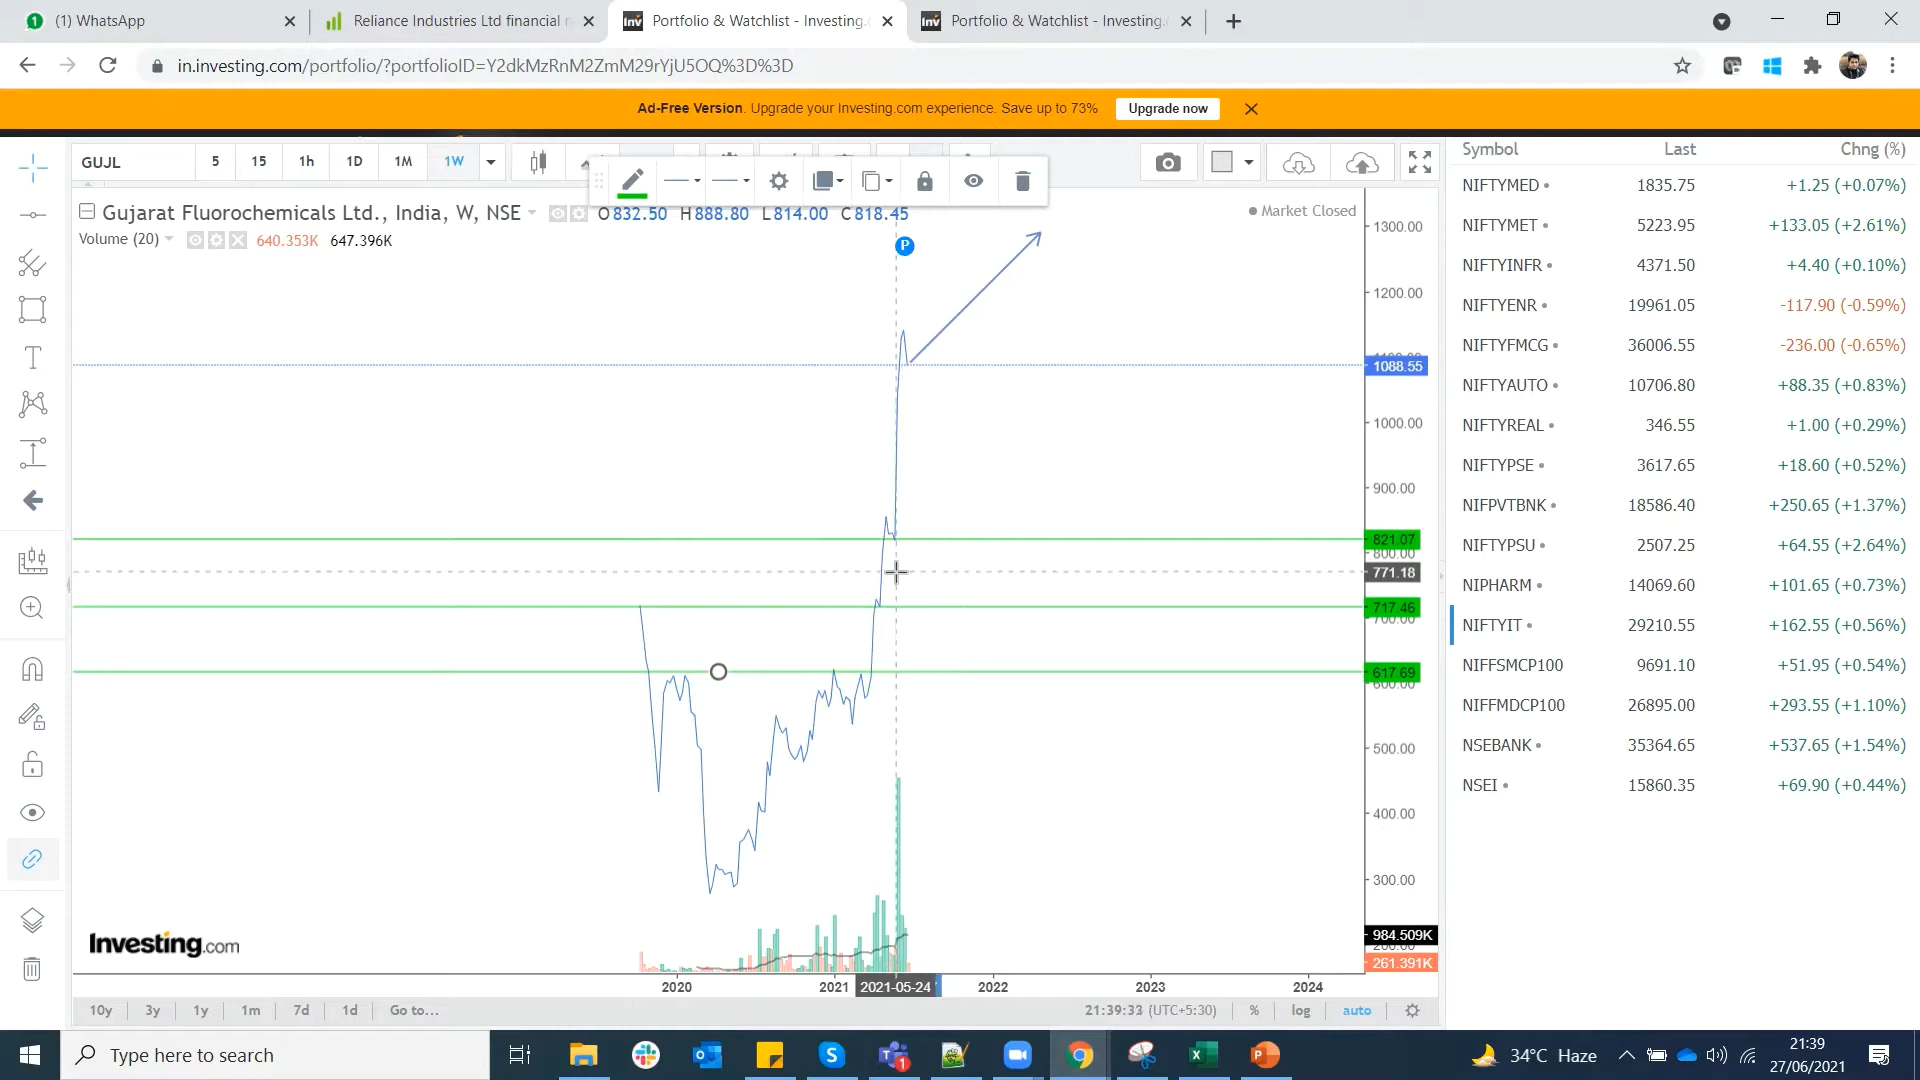 (1) WhatsApp
Reliance Industries Ltd financial
Portfolio & Watchlist - Investing.
Portfolio & Watchlist - Investing.
in.investing.com/portfolio/?portfolioID=Y2dkMzRnM2ZmM29rYjU5OQ%3D%3D
Ad-Free Version. Upgrade your Investing.com experience. Save up to 73%
Upgrade now
GUJL 5 15 1h 1D 1M 1W
Gujarat Fluorochemicals Ltd., India, W, NSE O832.50 H888.80 L814.00 C818.45
Market Closed
Volume (20) 640.353K 647.396K
P
1300.00
1200.00
1088.55
1000.00
900.00
821.07
800.00
771.18
717.46
700.00
617.69
600.00
500.00
400.00
300.00
984.509K
200.00
261.391K
Investing.com
2020 2021 2021-05-24 2022 2023 2024
10y 3y 1y 1m 7d 1d Go to...
21:39:33 (UTC+5:30) % log auto
Symbol Last Chng (%)
NIFTYMED 1835.75 +1.25 (+0.07%)
NIFTYMET 5223.95 +133.05 (+2.61%)
NIFTYINFR 4371.50 +4.40 (+0.10%)
NIFTYENR 19961.05 -117.90 (-0.59%)
NIFTYFMCG 36006.55 -236.00 (-0.65%)
NIFTYAUTO 10706.80 +88.35 (+0.83%)
NIFTYREAL 346.55 +1.00 (+0.29%)
NIFTYPSE 3617.65 +18.60 (+0.52%)
NIFPVTBNK 18586.40 +250.65 (+1.37%)
NIFTYPSU 2507.25 +64.55 (+2.64%)
NIPHARM 14069.60 +101.65 (+0.73%)
NIFTYIT 29210.55 +162.55 (+0.56%)
NIFFSMCP100 9691.10 +51.95 (+0.54%)
NIFFMDCP100 26895.00 +293.55 (+1.10%)
NSEBANK 35364.65 +537.65 (+1.54%)
NSEI 15860.35 +69.90 (+0.44%)
Type here to search
34°C Haze
21:39
27/06/2021